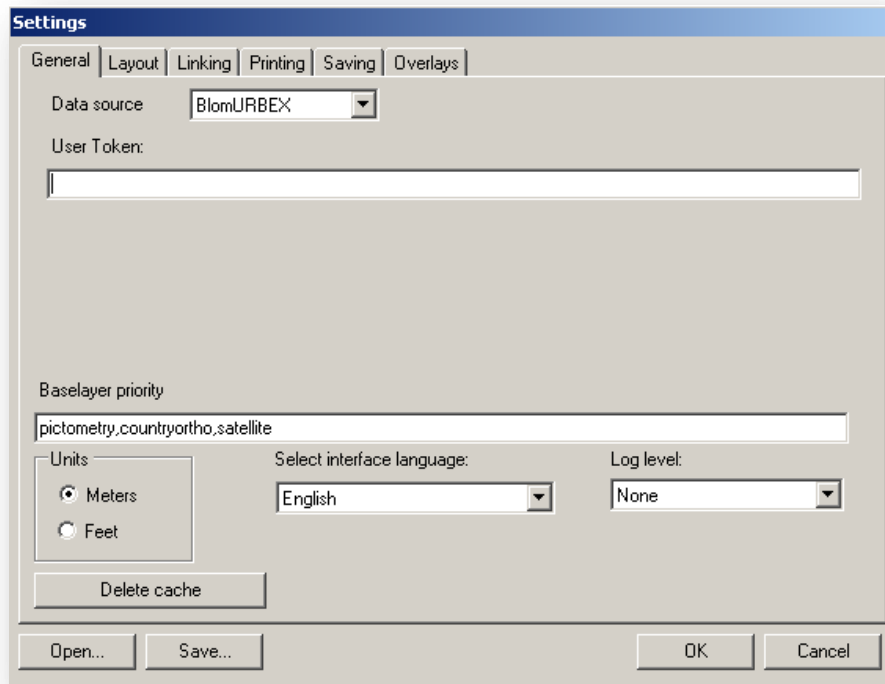 Settings
General Layout Linking Printing Saving Overlays
Data source BlomURBEX
User Token:
Baselayer priority
pictometry,countryortho,satellite
Units Select interface language: Log level:
Meters English None
Feet
Delete cache
Open... Save... OK Cancel